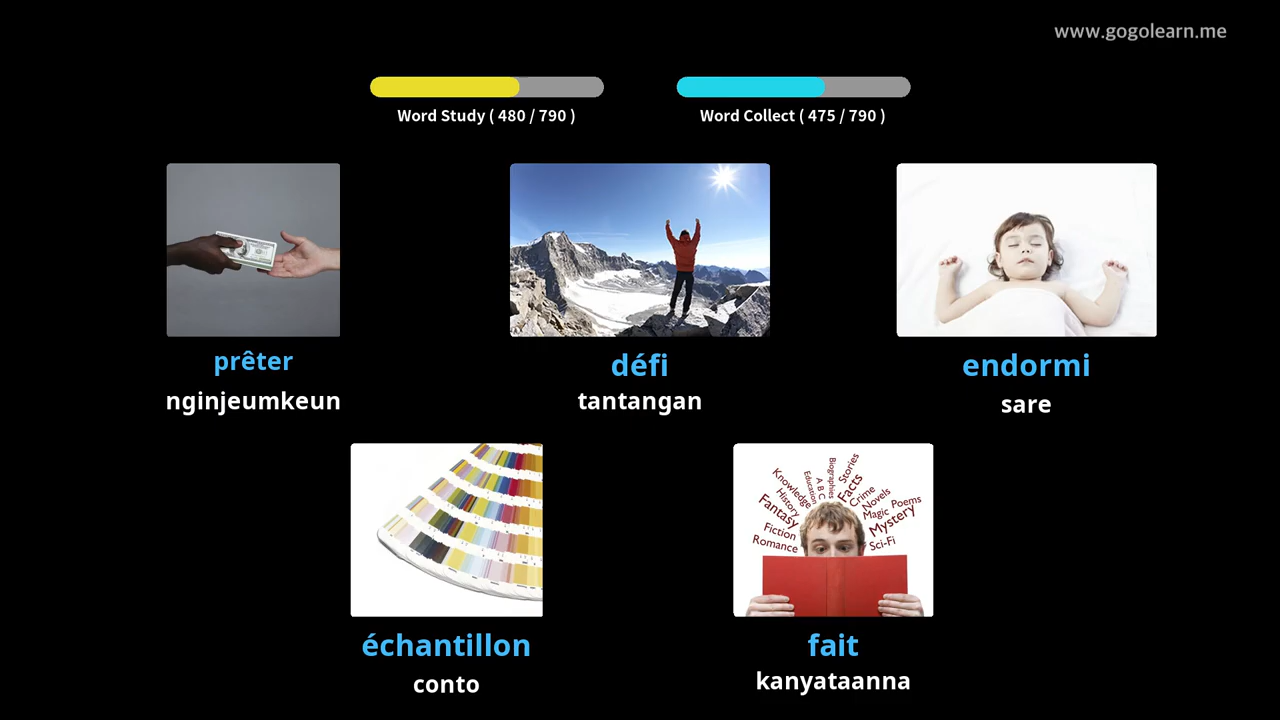 www.gogolearn.me
Word Study ( 480 / 790 )
Word Collect ( 475 / 790 )
prêter
nginjeumkeun
défi
tantangan
endormi
sare
échantillon
conto
Stories
Biographies
A B C
Education
Knowledge
History
Fantasy
Fiction
Romance
Facts
Crime
Novels
Magic
Poems
Mystery
Sci-Fi
fait
kanyataanna